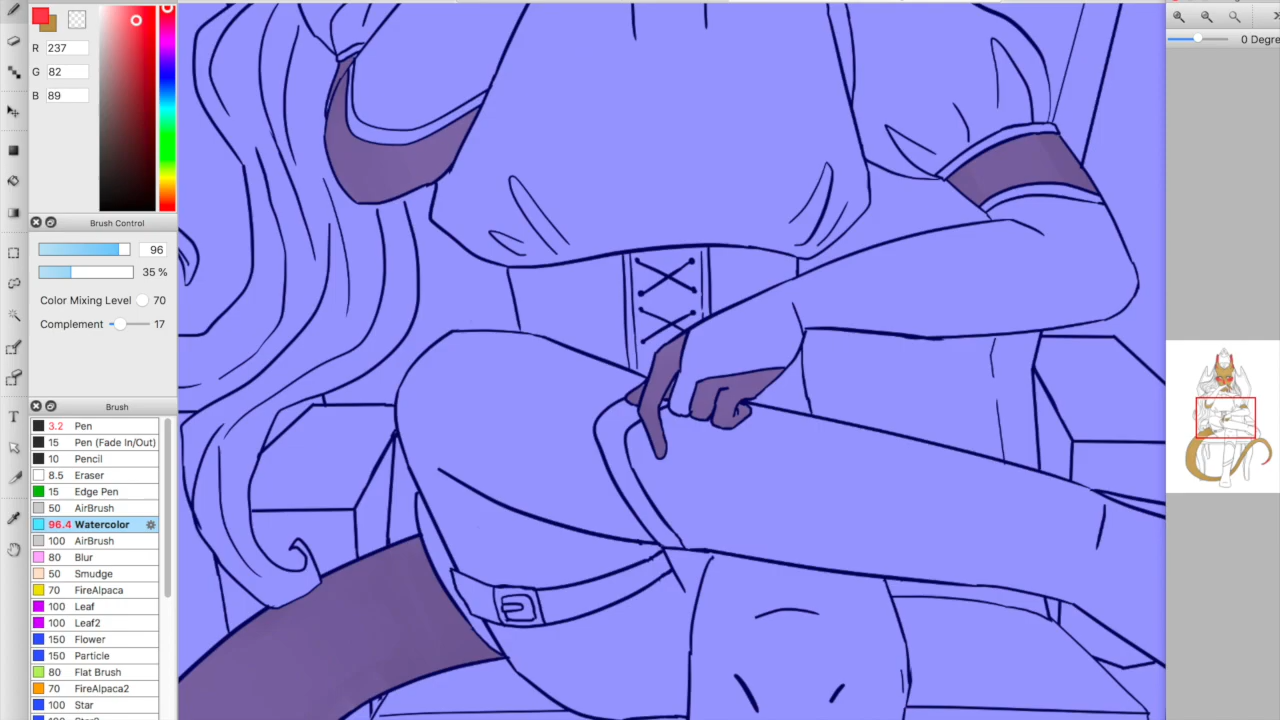 R 237
G 82
B 89
0 Degre
Brush Control
96
35 %
Color Mixing Level 70
Complement 17
Brush
3.2 Pen
15 Pen (Fade In/Out)
10 Pencil
8.5 Eraser
15 Edge Pen
50 AirBrush
96.4 Watercolor
100 AirBrush
80 Blur
50 Smudge
70 FireAlpaca
100 Leaf
100 Leaf2
150 Flower
150 Particle
80 Flat Brush
70 FireAlpaca2
100 Star